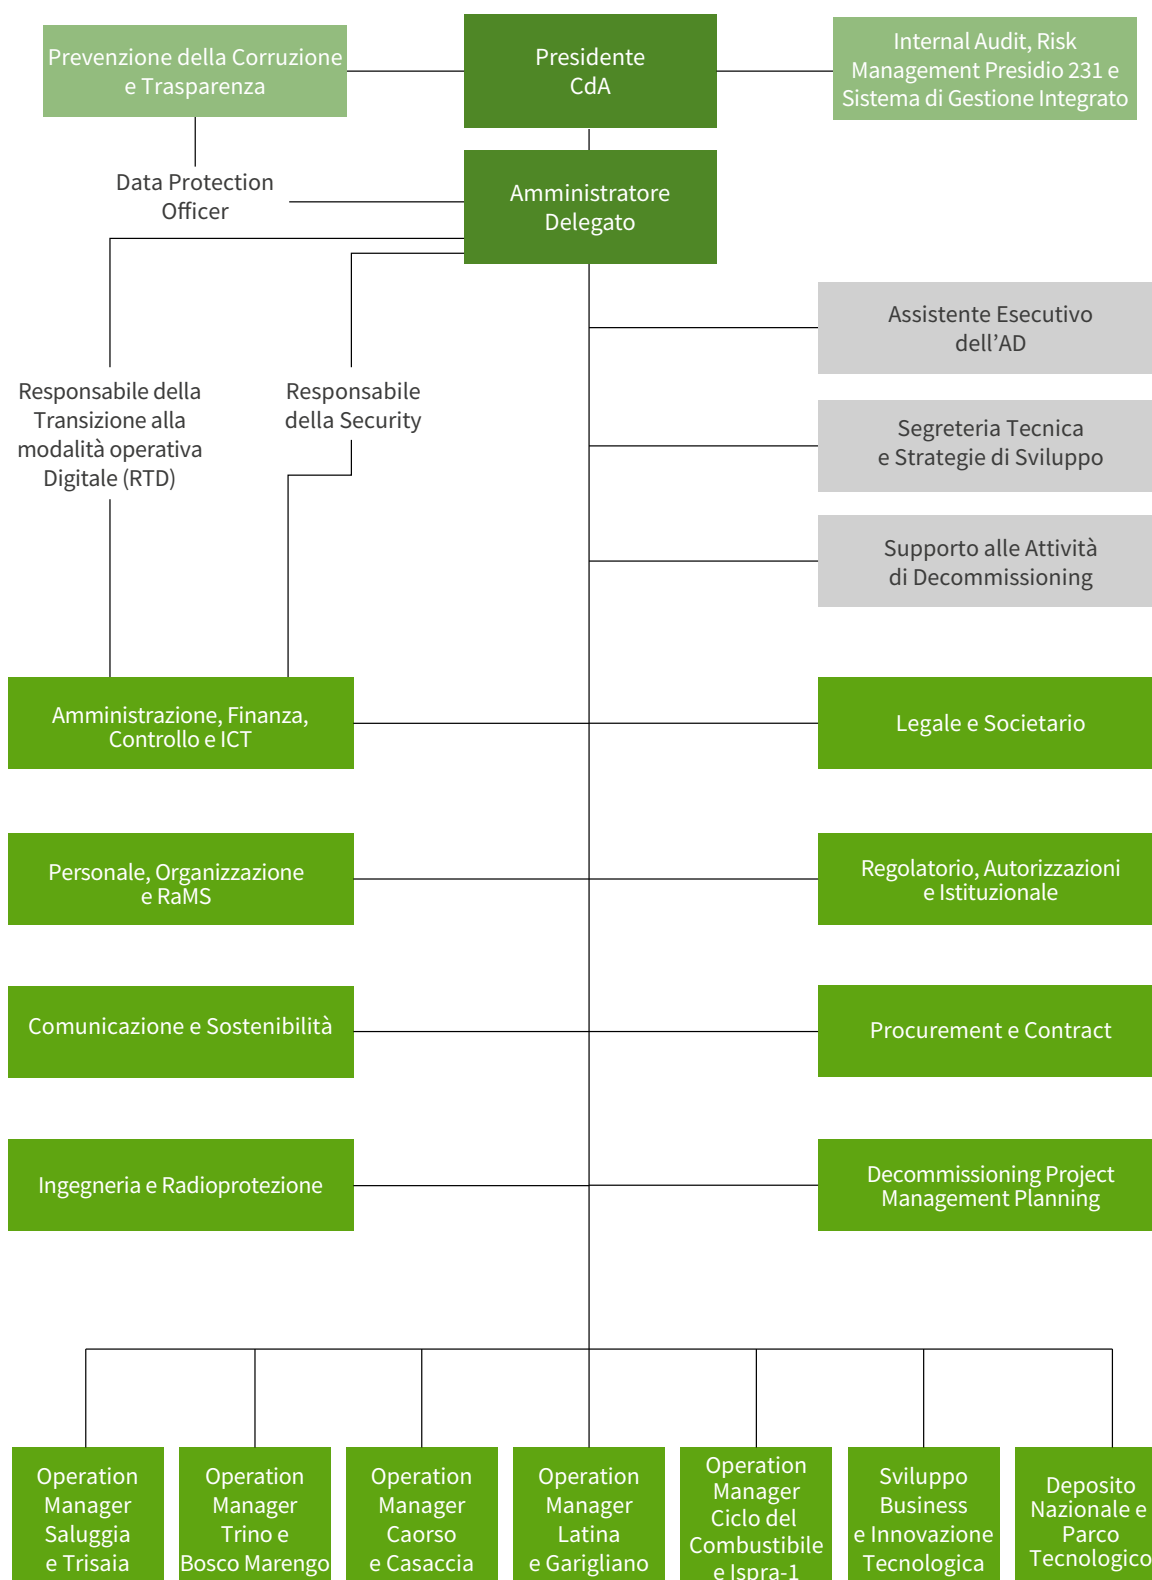 Prevenzione della Corruzione
e Trasparenza
Presidente
CdA
Internal Audit, Risk
Management Presidio 231 e
Sistema di Gestione Integrato
Data Protection
Officer
Amministratore
Delegato
Assistente Esecutivo
dell'AD
Responsabile della
Transizione alla
modalità operativa
Digitale (RTD)
Responsabile
della Security
Segreteria Tecnica
e Strategie di Sviluppo
Supporto alle Attività
di Decommissioning
Amministrazione, Finanza,
Controllo e ICT
Legale e Societario
Personale, Organizzazione
e RaMS
Regolatorio, Autorizzazioni
e Istituzionale
Comunicazione e Sostenibilità
Procurement e Contract
Ingegneria e Radioprotezione
Decommissioning Project
Management Planning
Operation
Manager
Saluggia
e Trisaia
Operation
Manager
Trino e
Bosco Marengo
Operation
Manager
Caorso
e Casaccia
Operation
Manager
Latina
e Garigliano
Operation
Manager
Ciclo del
Combustibile
e Ispra-1
Sviluppo
Business
e Innovazione
Tecnologica
Deposito
Nazionale e
Parco
Tecnologico